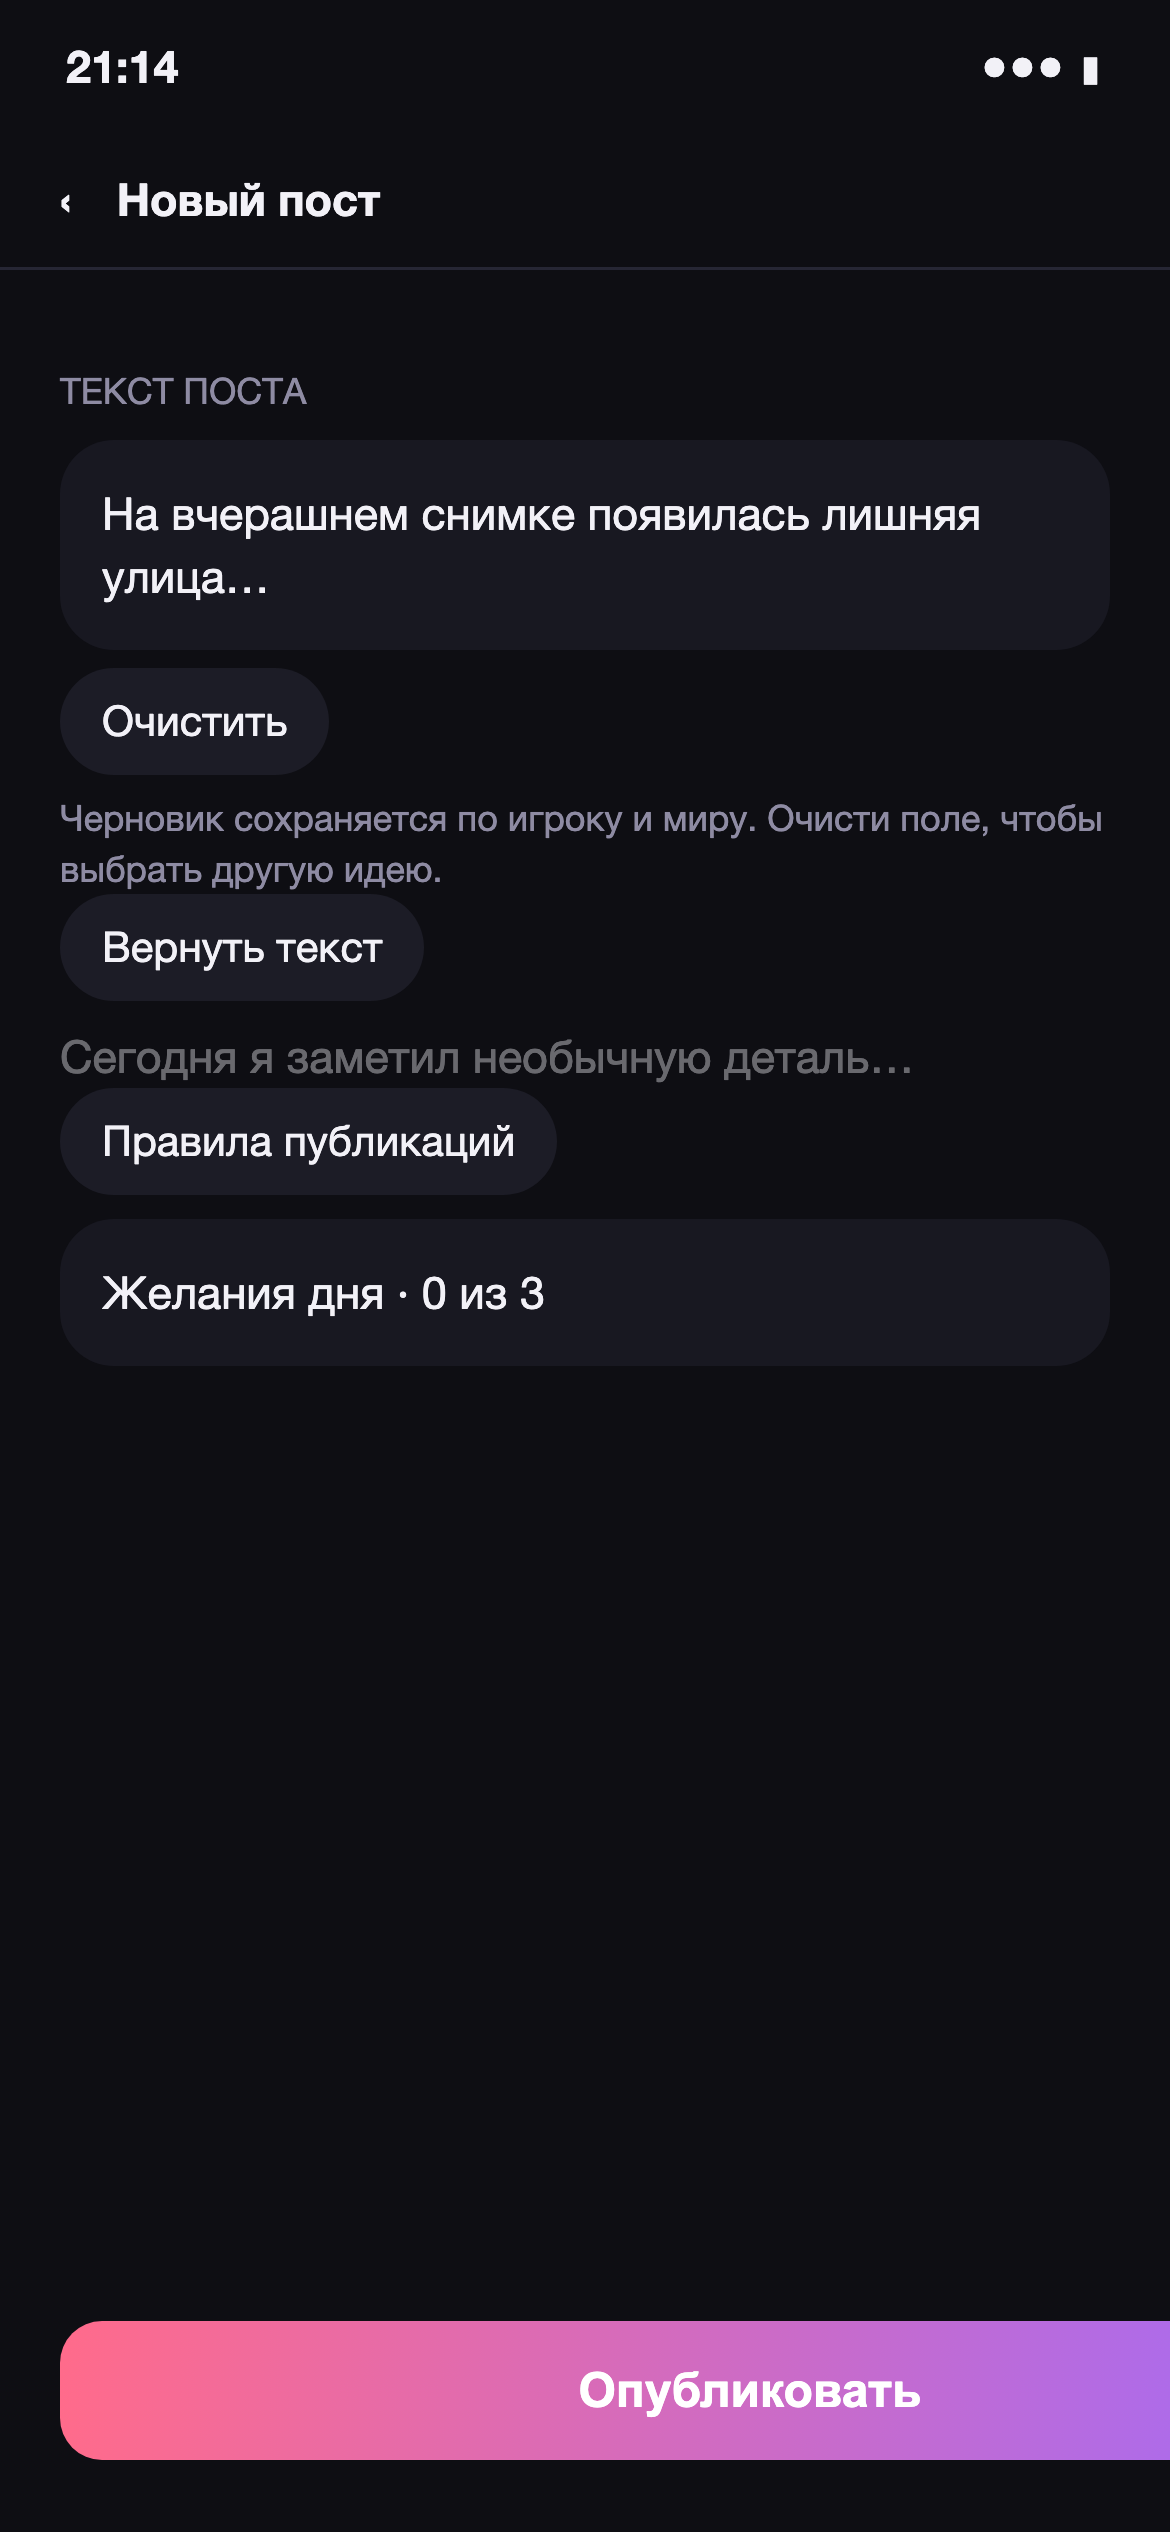 21:14
‹ Новый пост
ТЕКСТ ПОСТА
На вчерашнем снимке появилась лишняя
улица...
Очистить
Черновик сохраняется по игроку и миру. Очисти поле, чтобы
выбрать другую идею.
Вернуть текст
Сегодня я заметил необычную деталь...
Правила публикаций
Желания дня · 0 из 3
Опубликовать